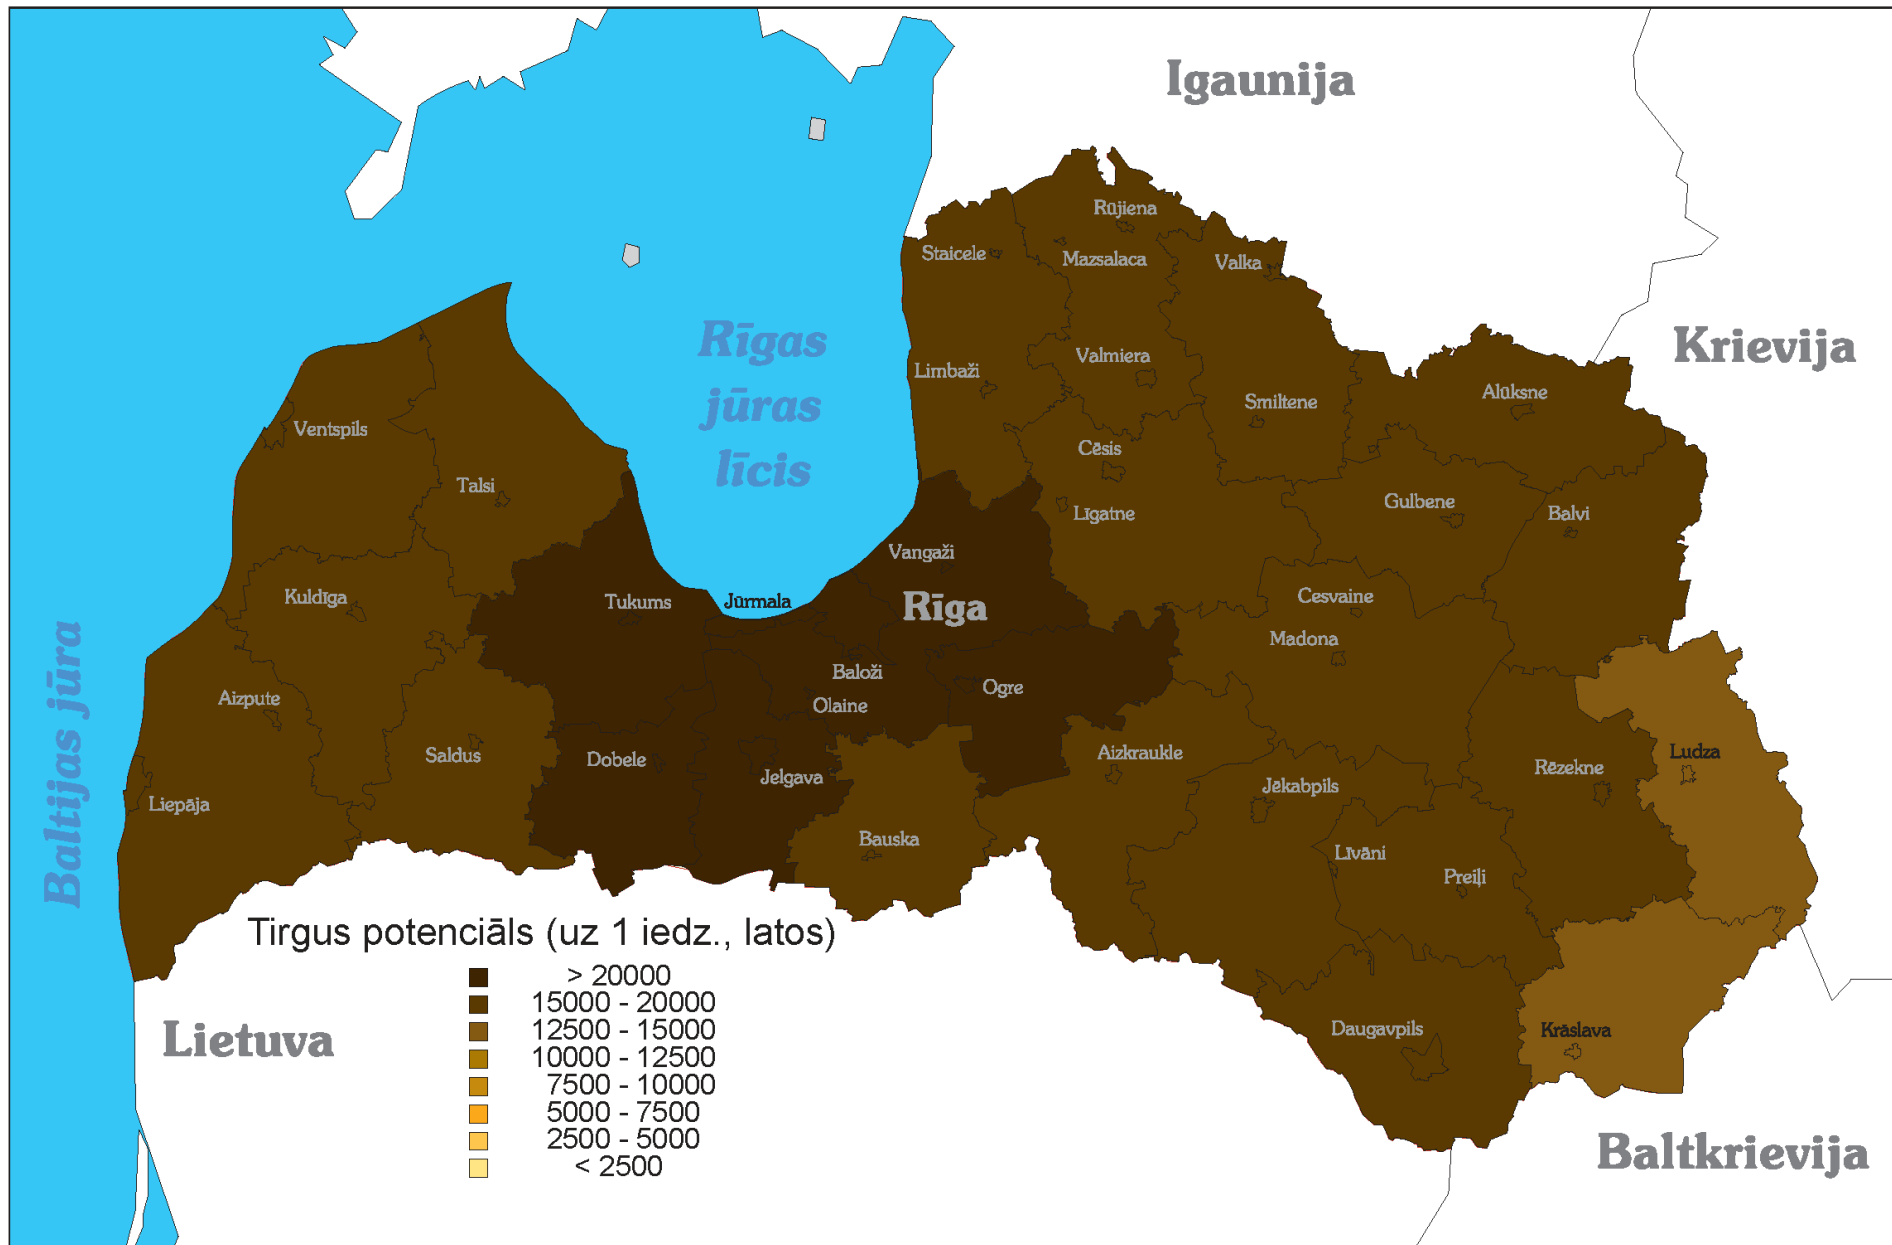 Igaunija
Rūjiena
Staicele
Mazsalaca
Valka
Rīgas
jūras
līcis
Krievija
Valmiera
Limbaži
Alūksne
Smiltene
Ventspils
Cēsis
Talsi
Gulbene
Līgatne
Balvi
Vangaži
Kuldīga
Tukums
Jūrmala
Rīga
Cesvaine
Madona
Baloži
Ogre
Aizpute
Olaine
Saldus
Dobele
Jelgava
Aizkraukle
Ludza
Rēzekne
Jēkabpils
Liepāja
Bauska
Līvāni
Preiļi
Baltijas jūra
Tirgus potenciāls (uz 1 iedz., latos)
> 20000
15000 - 20000
12500 - 15000
10000 - 12500
7500 - 10000
5000 - 7500
2500 - 5000
< 2500
Lietuva
Daugavpils
Krāslava
Baltkrievija